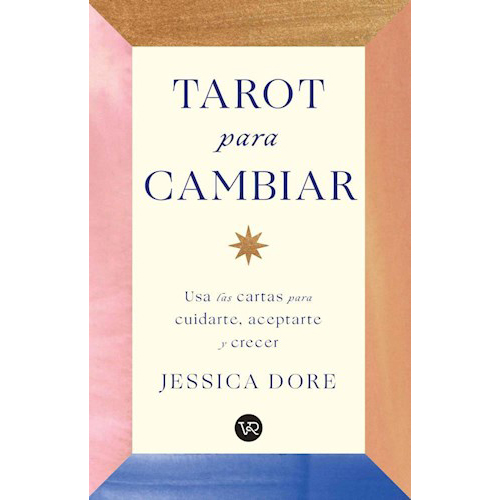 TAROT
para
CAMBIAR
Usa las cartas para
cuidarte, aceptarte
y crecer
JESSICA DORE
VR